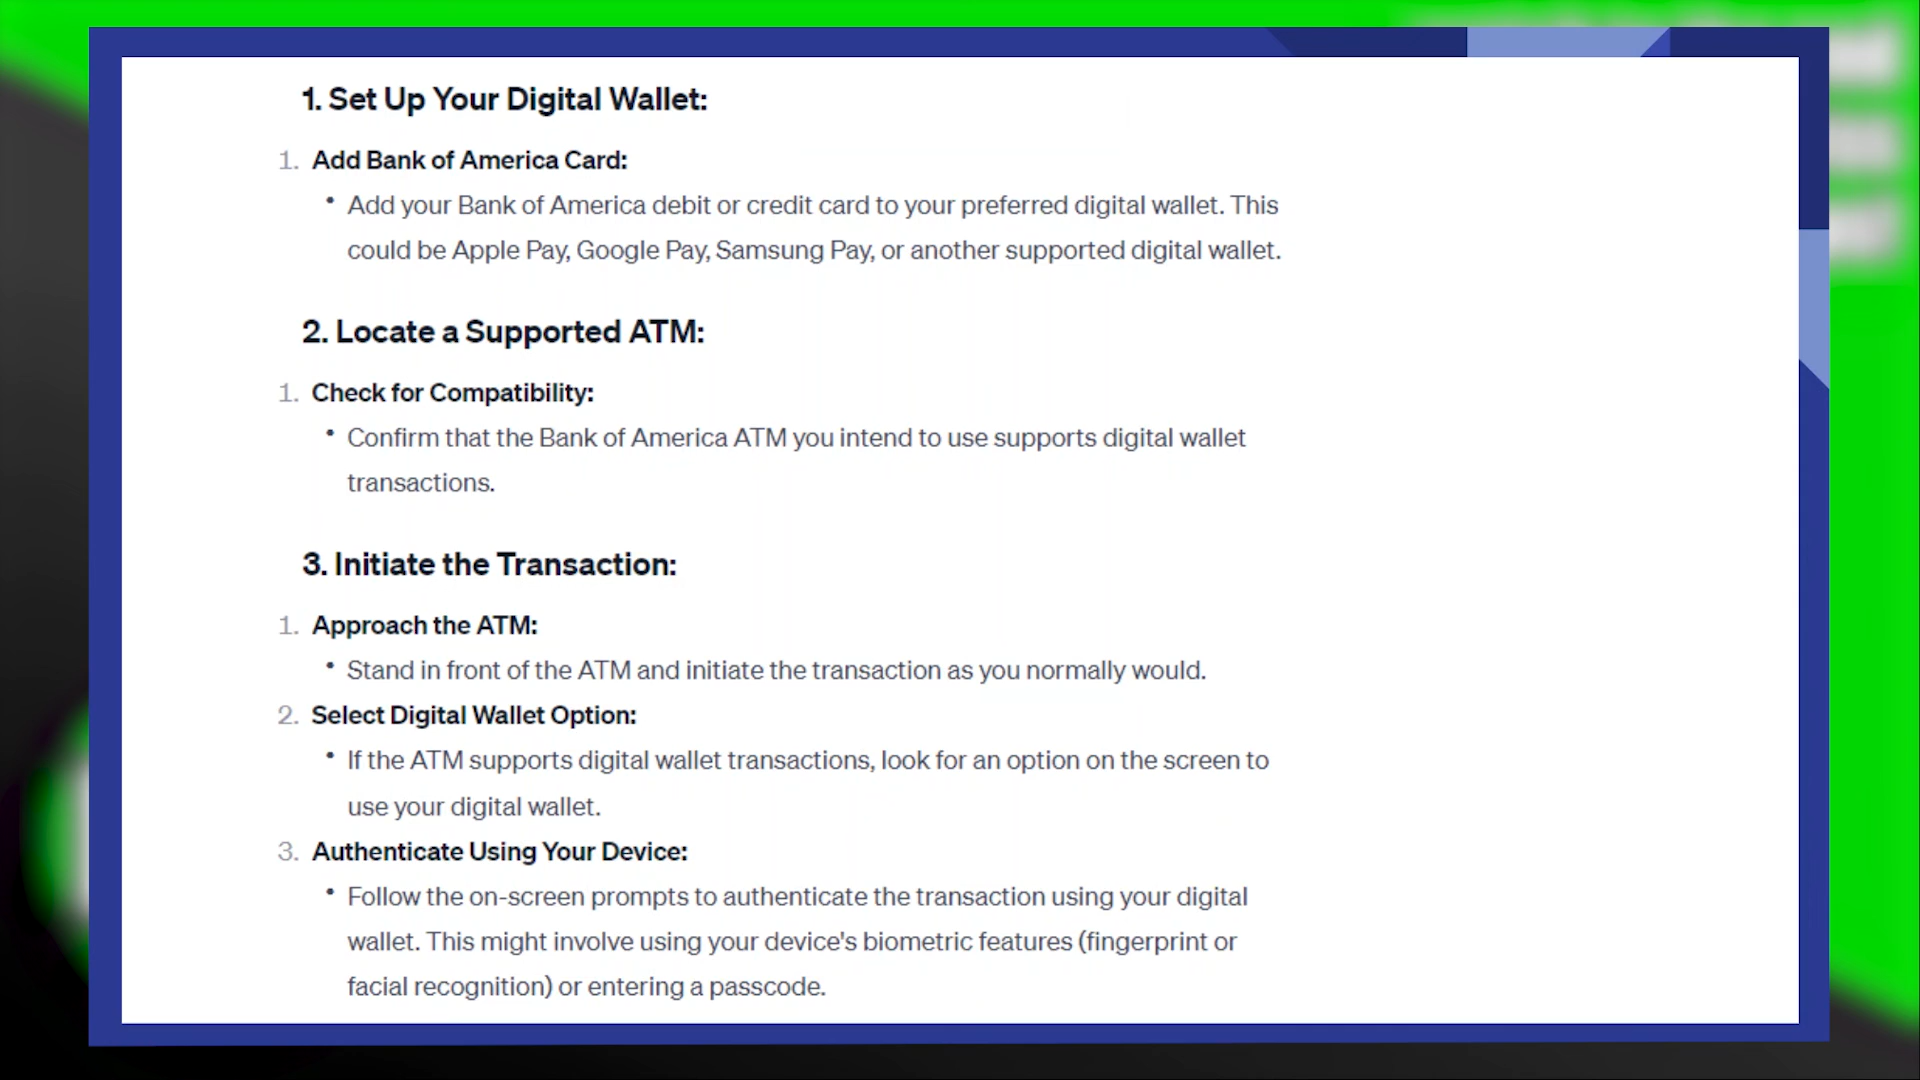 1. Set Up Your Digital Wallet:
1. Add Bank of America Card:
• Add your Bank of America debit or credit card to your preferred digital wallet. This
could be Apple Pay, Google Pay, Samsung Pay, or another supported digital wallet.
2. Locate a Supported ATM:
1. Check for Compatibility:
• Confirm that the Bank of America ATM you intend to use supports digital wallet
transactions.
3. Initiate the Transaction:
1. Approach the ATM:
• Stand in front of the ATM and initiate the transaction as you normally would.
2. Select Digital Wallet Option:
• If the ATM supports digital wallet transactions, look for an option on the screen to
use your digital wallet.
3. Authenticate Using Your Device:
• Follow the on-screen prompts to authenticate the transaction using your digital
wallet. This might involve using your device's biometric features (fingerprint or
facial recognition) or entering a passcode.